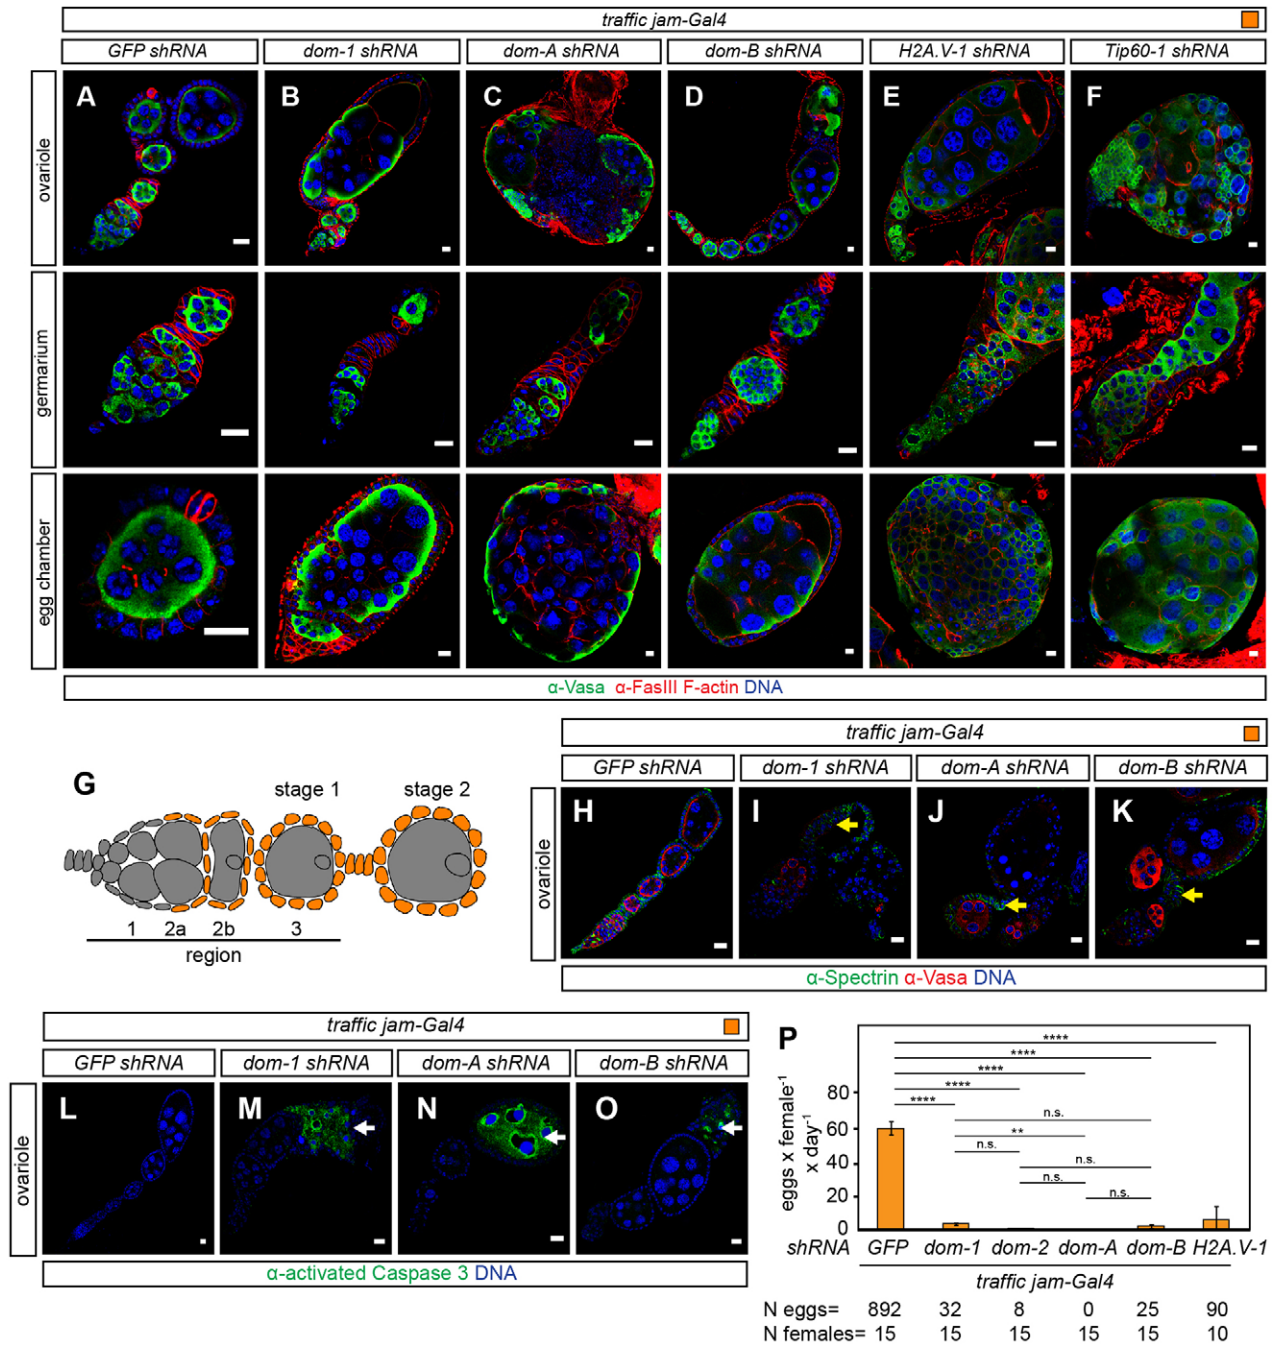 traffic jam-Gal4
GFP shRNA dom-1 shRNA dom-A shRNA dom-B shRNA H2A.V-1 shRNA Tip60-1 shRNA
ovariole
A B C D E F
germarium
egg chamber
α-Vasa α-FasIII F-actin DNA
traffic jam-Gal4
GFP shRNA dom-1 shRNA dom-A shRNA dom-B shRNA
G
stage 1 stage 2
1 2a 2b 3
region
ovariole
H I J K
α-Spectrin α-Vasa DNA
traffic jam-Gal4
GFP shRNA dom-1 shRNA dom-A shRNA dom-B shRNA
ovariole
L M N O
α-activated Caspase 3 DNA
P
eggs x female⁻¹
x day⁻¹
80
60
40
20
0
****
****
****
****
****
n.s.
**
n.s.
n.s.
n.s.
n.s.
shRNA GFP dom-1 dom-2 dom-A dom-B H2A.V-1
traffic jam-Gal4
N eggs= 892 32 8 0 25 90
N females= 15 15 15 15 15 10